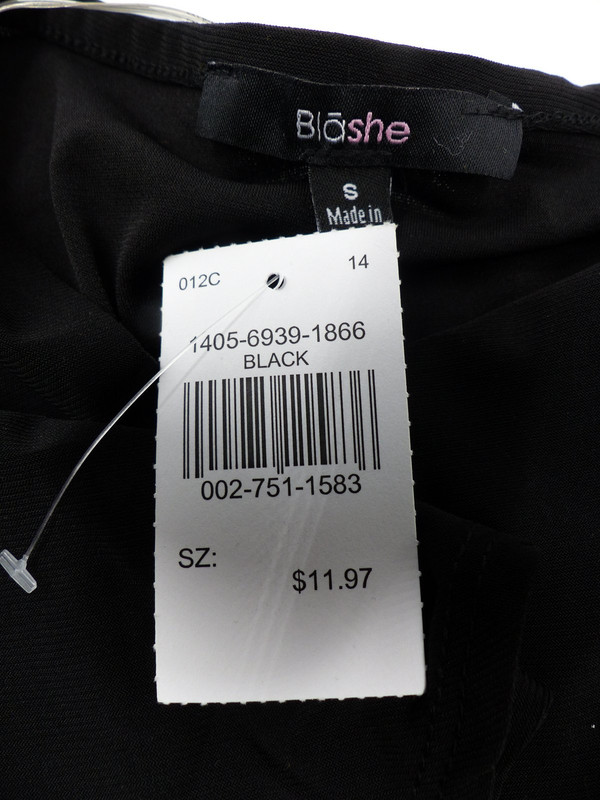 Blāshe
S
Made in
012C
14
1405-6939-1866
BLACK
002-751-1583
SZ:
$11.97